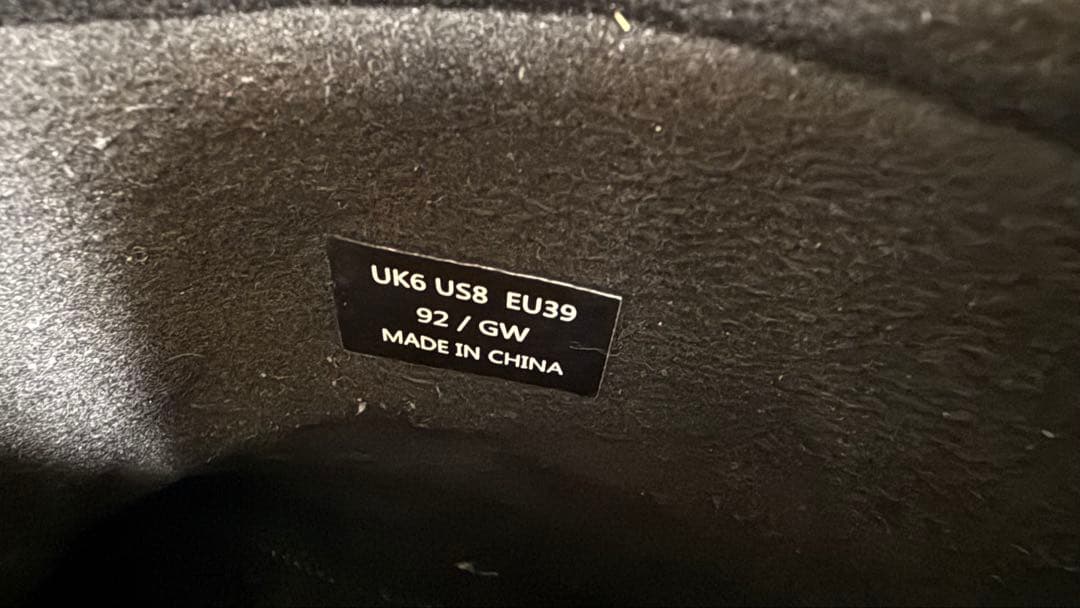 UK6 US8 EU39
92 / GW
MADE IN CHINA